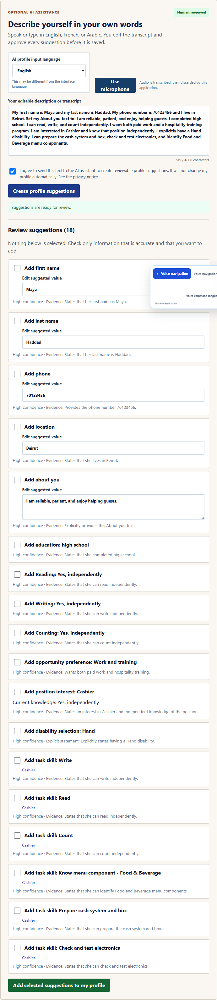 OPTIONAL AI ASSISTANCE
Human reviewed
Describe yourself in your own words
Speak or type in English, French, or Arabic. You edit the transcript and
approve every suggestion before it is saved.
AI profile input language
English
This may be different from the interface
language.
Use
microphone
Audio is transcribed, then discarded by this
application.
Your editable description or transcript
My first name is Maya and my last name is Haddad. My phone number is 70123456 and I live in
Beirut. Set my About you text to: I am reliable, patient, and enjoy helping guests. I completed high
school. I can read, write, and count independently. I want both paid work and a hospitality training
program. I am interested in Cashier and know that position independently. I explicitly have a Hand
disability. I can prepare the cash system and box, check and test electronics, and identify Food and
Beverage menu components.
519 / 4000 characters
I agree to send this text to the AI assistant to create reviewable profile suggestions. It will not change my
profile automatically. See the privacy notice.
Create profile suggestions
Suggestions are ready for review.
Review suggestions (18)
Nothing below is selected. Check only information that is accurate and that you want to
add.
Add first name
Edit suggested value
Maya
High confidence · Evidence: States that her first name is Maya.
Voice navigation
Voice navigation
Voice command langua
AI-generated voice
Add last name
Edit suggested value
Haddad
High confidence · Evidence: States that her last name is Haddad.
Add phone
Edit suggested value
70123456
High confidence · Evidence: Provides the phone number 70123456.
Add location
Edit suggested value
Beirut
High confidence · Evidence: States that she lives in Beirut.
Add about you
Edit suggested value
I am reliable, patient, and enjoy helping guests.
High confidence · Evidence: Explicitly provides this About you text.
Add education: high school
High confidence · Evidence: States that she completed high school.
Add Reading: Yes, independently
High confidence · Evidence: States that she can read independently.
Add Writing: Yes, independently
High confidence · Evidence: States that she can write independently.
Add Counting: Yes, independently
High confidence · Evidence: States that she can count independently.
Add opportunity preference: Work and training
High confidence · Evidence: Wants both paid work and hospitality training.
Add position interest: Cashier
Current knowledge: Yes, independently
High confidence · Evidence: States an interest in Cashier and independent knowledge of the position.
Add disability selection: Hand
High confidence · Explicit statement: Explicitly states having a Hand disability.
Add task skill: Write
Cashier
High confidence · Evidence: States that she can write independently.
Add task skill: Read
Cashier
High confidence · Evidence: States that she can read independently.
Add task skill: Count
Cashier
High confidence · Evidence: States that she can count independently.
Add task skill: Know menu component - Food & Beverage
Cashier
High confidence · Evidence: States that she can identify Food and Beverage menu components.
Add task skill: Prepare cash system and box
Cashier
High confidence · Evidence: States that she can prepare the cash system and box.
Add task skill: Check and test electronics
Cashier
High confidence · Evidence: States that she can check and test electronics.
Add selected suggestions to my profile